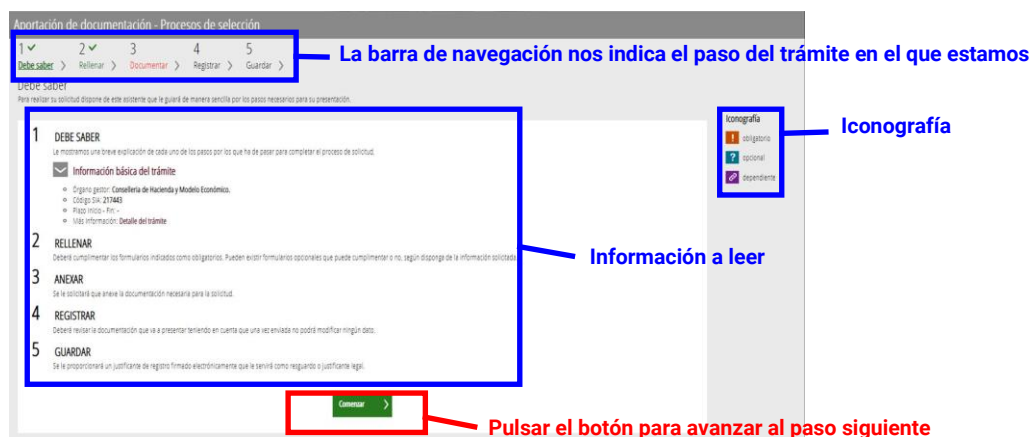 Aportación de documentación - Procesos de selección
1 2 3 4 5
Debe saber Rellenar Documentar Registrar Guardar
La barra de navegación nos indica el paso del trámite en el que estamos
Debe saber
Para realizar su solicitud dispone de este asistente que le guiará de manera sencilla por los pasos necesarios para su presentación.
1 DEBE SABER
Le mostramos una breve explicación de cada uno de los pasos por los que ha de pasar para completar el proceso de solicitud.
Información básica del trámite
Órgano gestor: Conselleria de Hacienda y Modelo Económico.
Código SIA: 217443
Plazo Inicio - Fin: -
Más Información: Detalle del trámite
2 RELLENAR
Deberá cumplimentar los formularios indicados como obligatorios. Pueden existir formularios opcionales que puede cumplimentar o no, según disponga de la información solicitada.
3 ANEXAR
Se le solicitará que anexe la documentación necesaria para la solicitud.
4 REGISTRAR
Deberá revisar la documentación que va a presentar teniendo en cuenta que una vez enviada no podrá modificar ningún dato.
5 GUARDAR
Se le proporcionará un justificante de registro firmado electrónicamente que le servirá como resguardo o justificante legal.
Iconografía
! obligatorio
? opcional
dependiente
Iconografía
Información a leer
Comenzar
Pulsar el botón para avanzar al paso siguiente